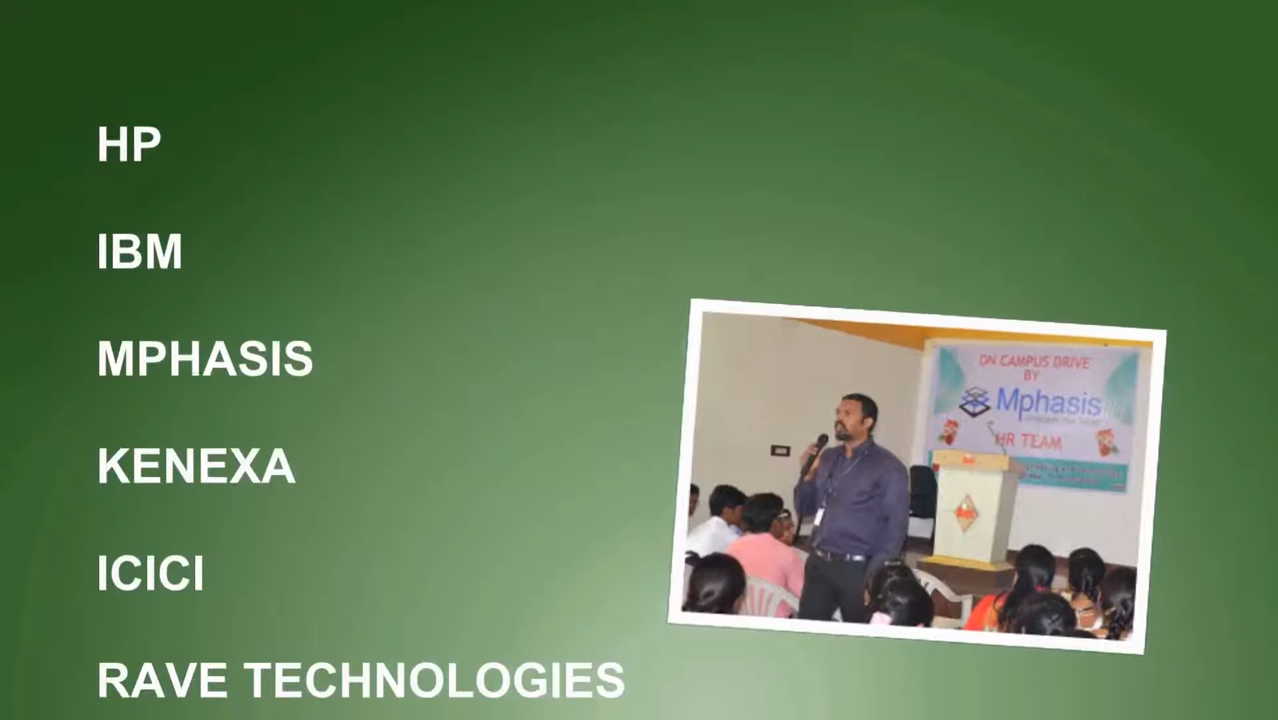 HP
IBM
MPHASIS
KENEXA
ICICI
RAVE TECHNOLOGIES
ON CAMPUS DRIVE
BY
Mphasis
HR TEAM